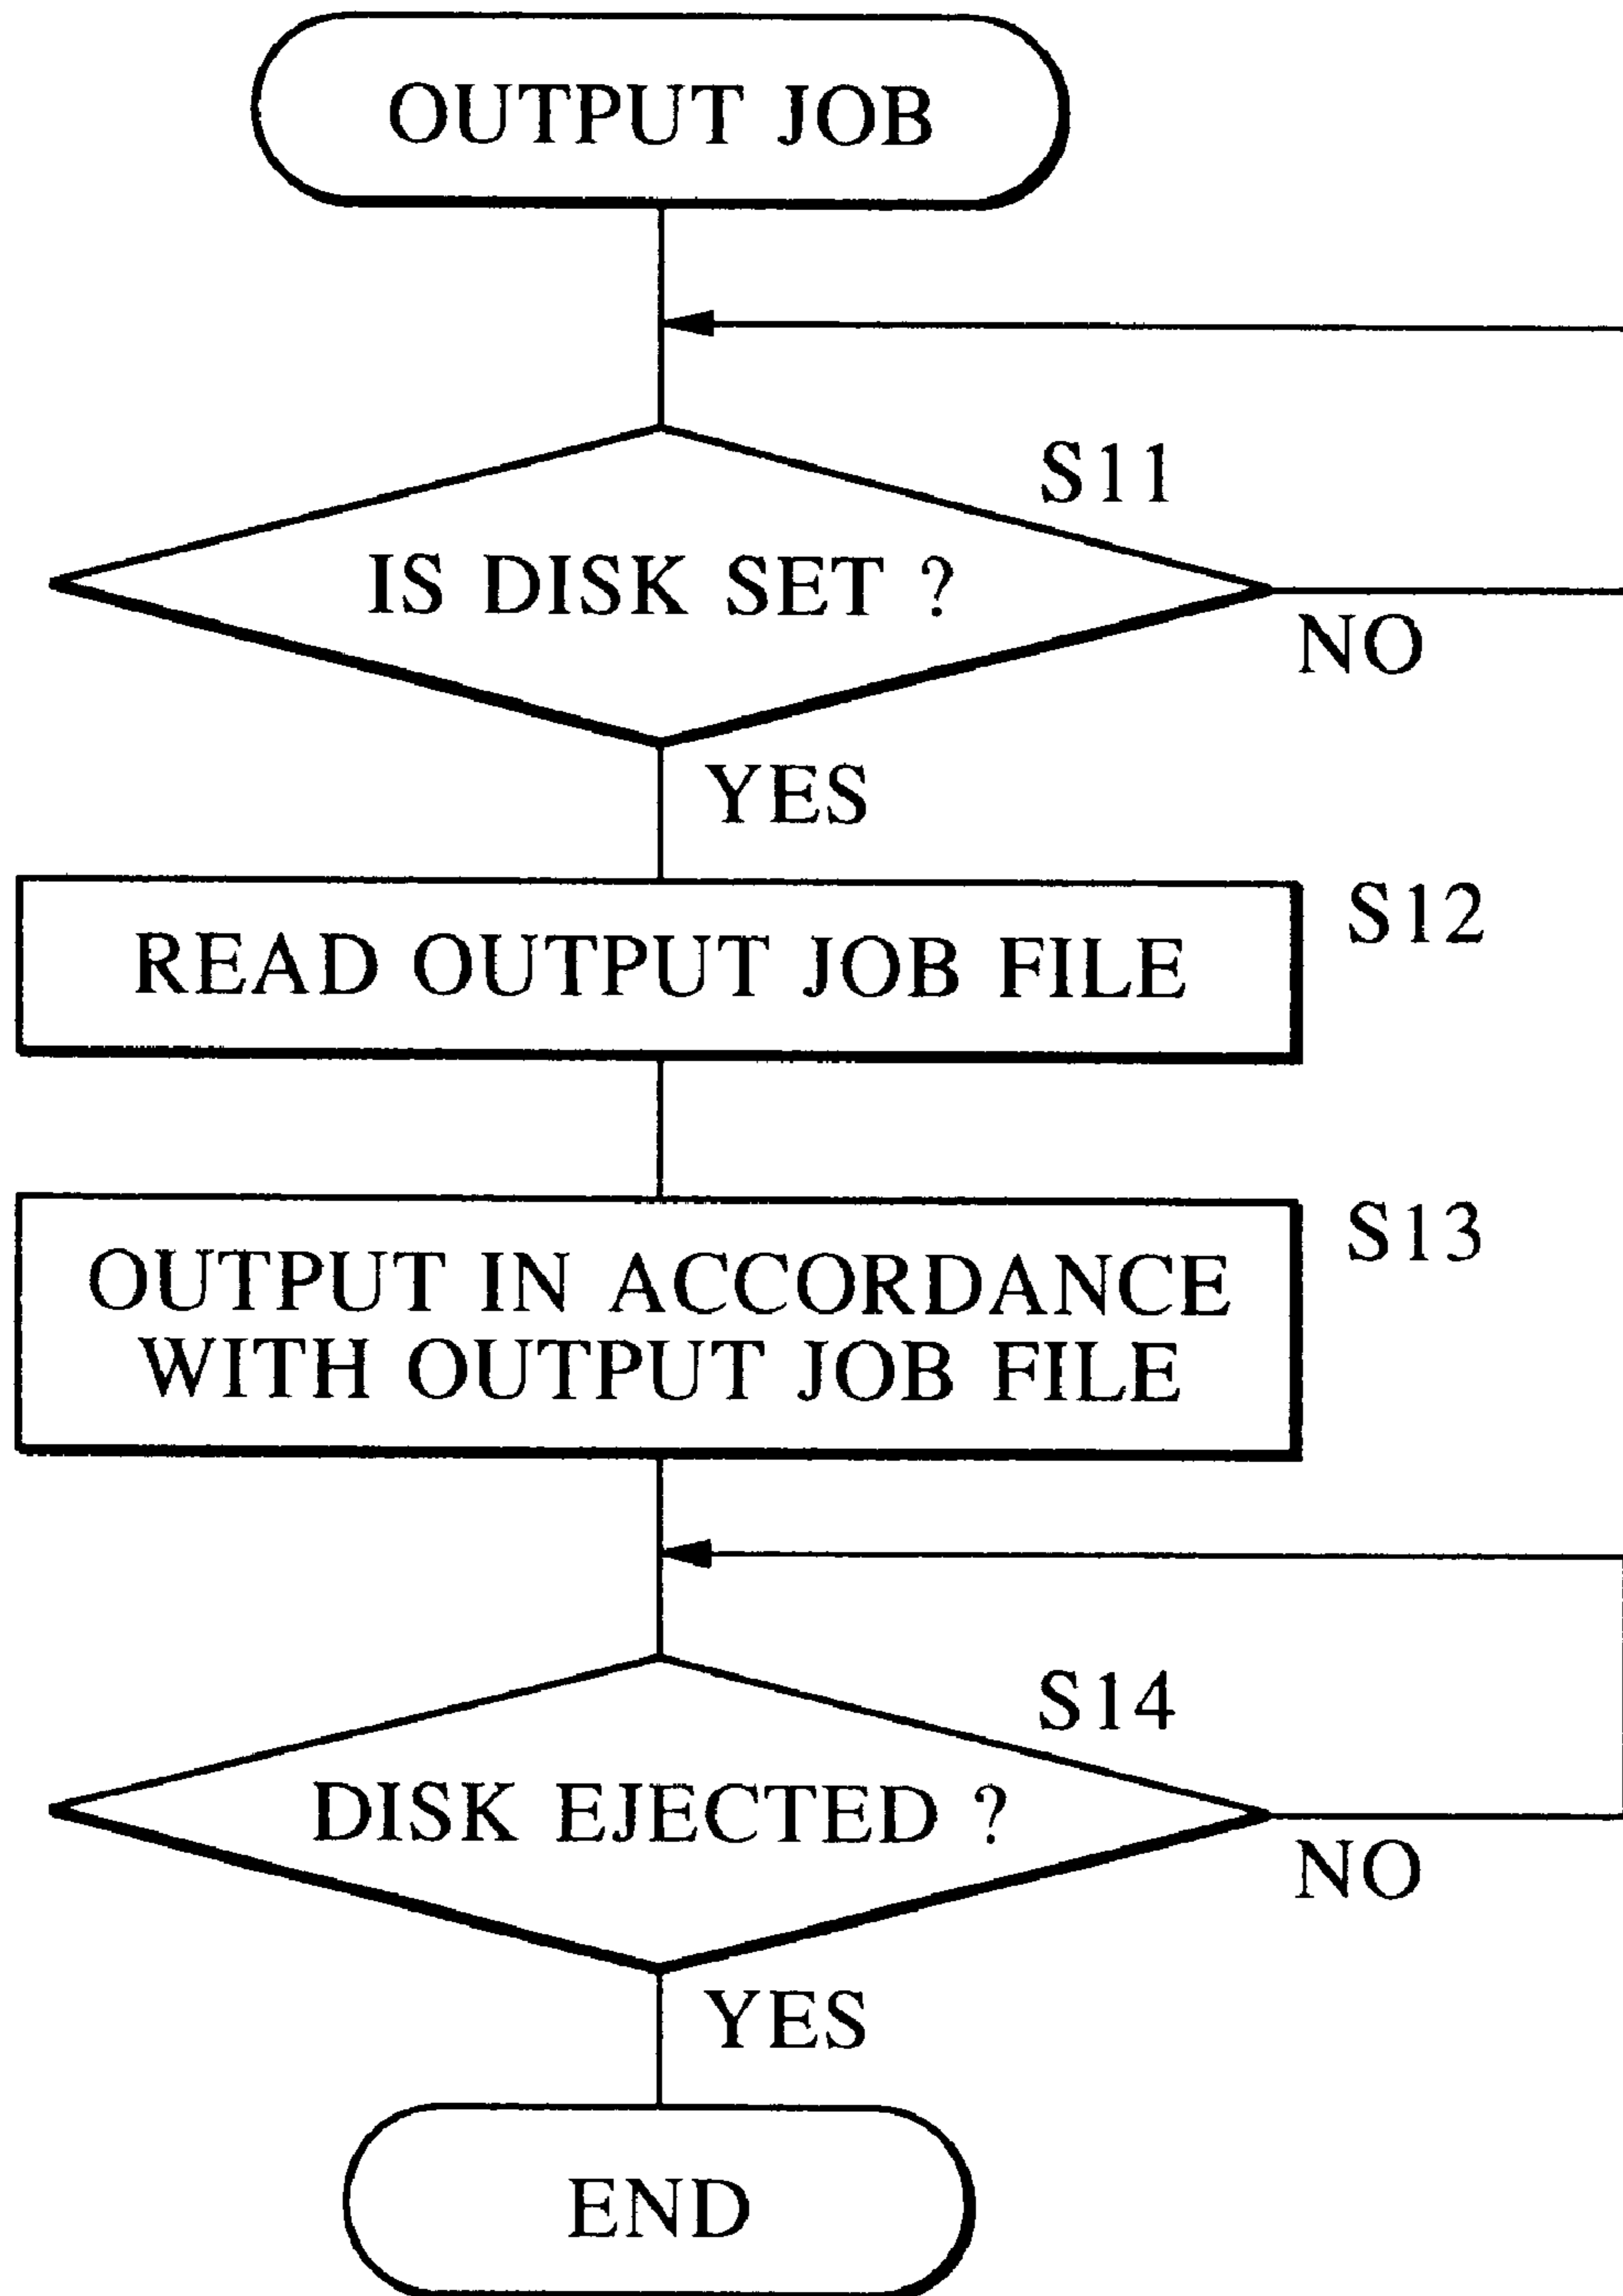 OUTPUT JOB
S11
IS DISK SET ?
NO
YES
S12
READ OUTPUT JOB FILE
S13
OUTPUT IN ACCORDANCE
WITH OUTPUT JOB FILE
S14
DISK EJECTED ?
NO
YES
END